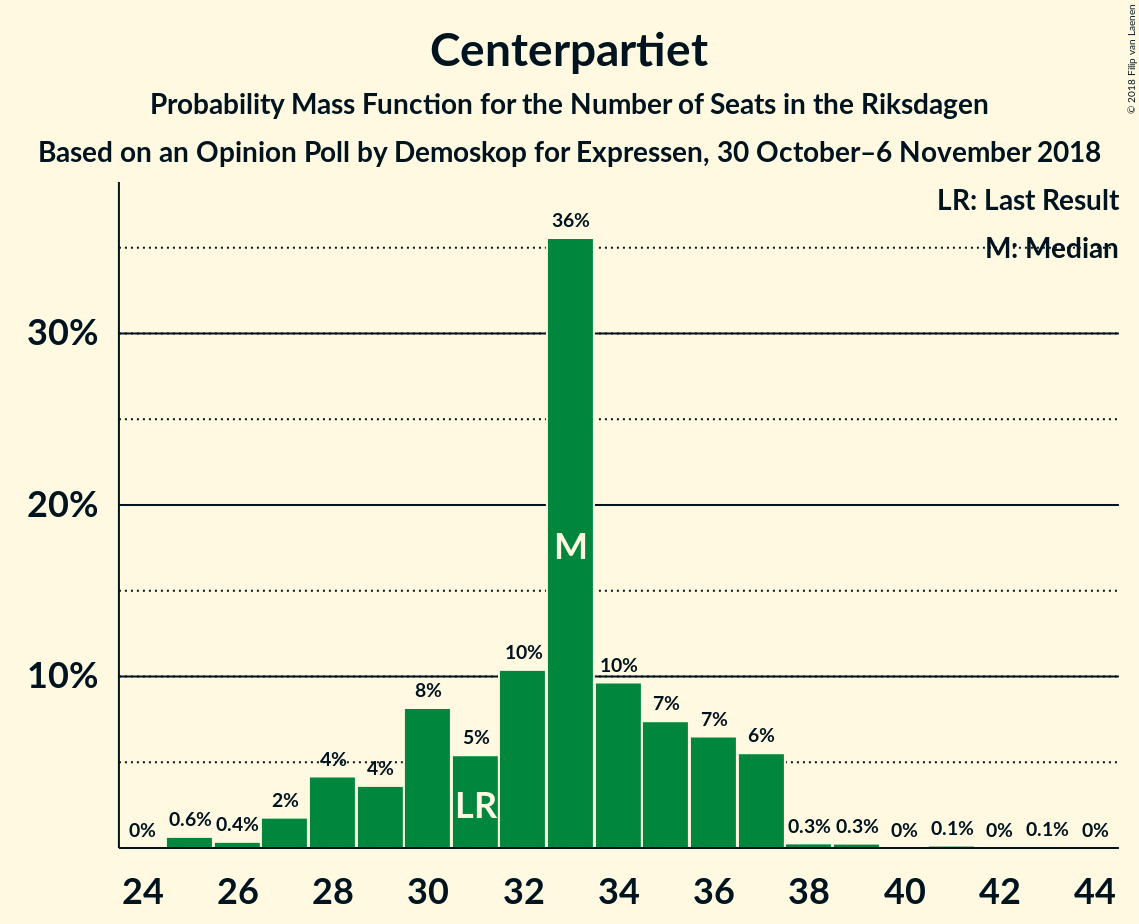 Centerpartiet
Probability Mass Function for the Number of Seats in the Riksdagen
Based on an Opinion Poll by Demoskop for Expressen, 30 October–6 November 2018
© 2018 Filip van Laenen
LR: Last Result
M: Median
30%
20%
10%
0%
0.6%
0.4%
2%
4%
4%
8%
5%
10%
36%
10%
7%
7%
6%
0.3%
0.3%
0%
0.1%
0%
0.1%
0%
LR
M
24 26 28 30 32 34 36 38 40 42 44